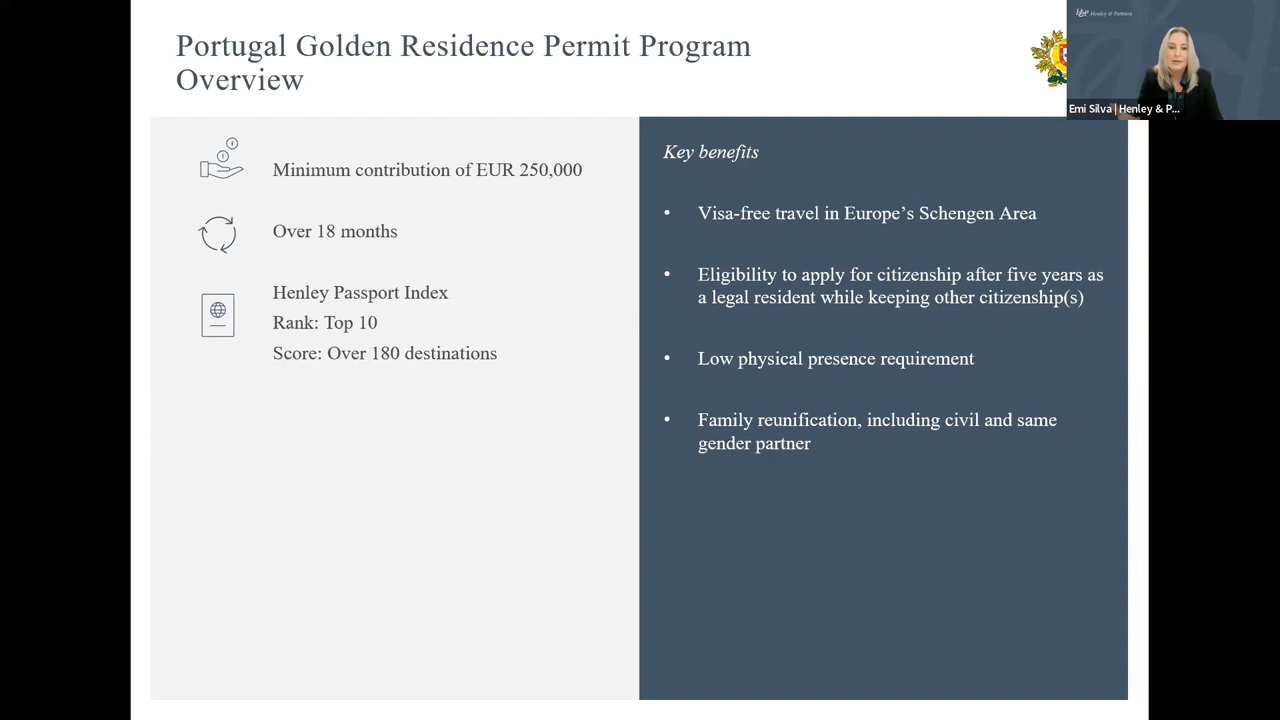 Portugal Golden Residence Permit Program
Overview
Henley & Partners
Emi Silva | Henley & P...
Minimum contribution of EUR 250,000
Over 18 months
Henley Passport Index
Rank: Top 10
Score: Over 180 destinations
Key benefits
• Visa-free travel in Europe’s Schengen Area
• Eligibility to apply for citizenship after five years as
a legal resident while keeping other citizenship(s)
• Low physical presence requirement
• Family reunification, including civil and same
gender partner